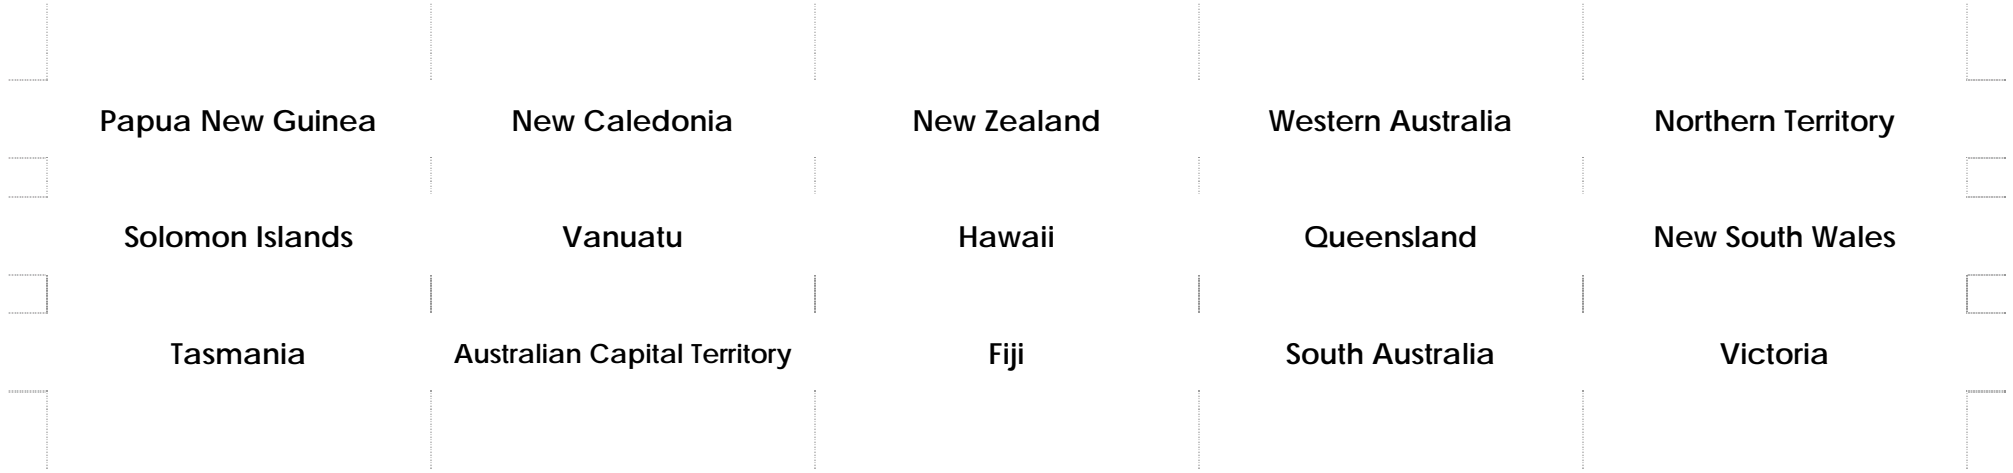 Papua New Guinea New Caledonia New Zealand Western Australia Northern Territory
Solomon Islands Vanuatu Hawaii Queensland New South Wales
Tasmania Australian Capital Territory Fiji South Australia Victoria